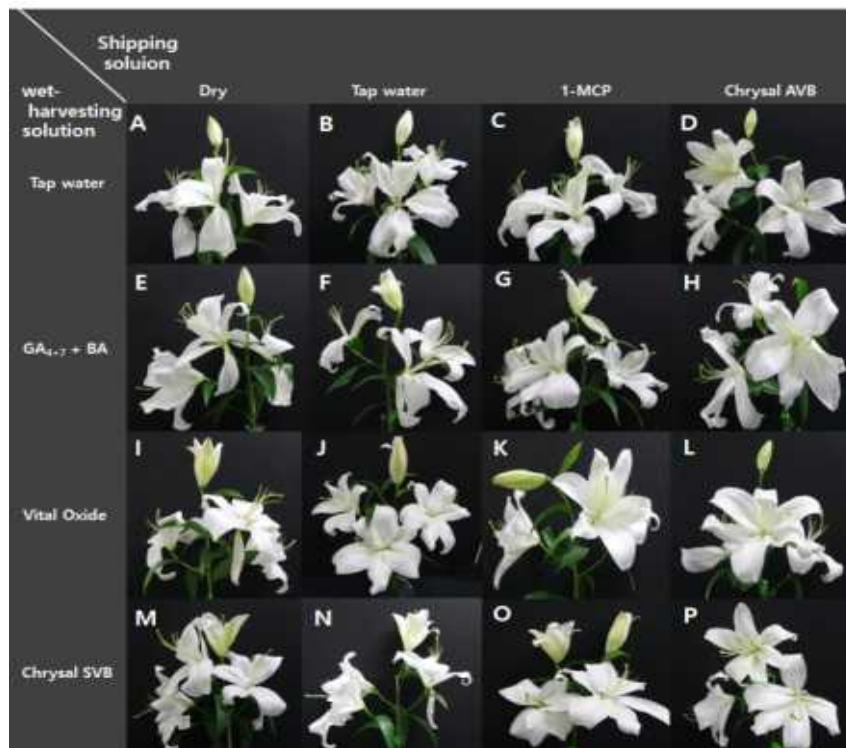 Shipping
soluion
wet-
harvesting
solution
Dry
Tap water
1-MCP
Chrysal AVB
Tap water
A
B
C
D
GA₄₊₇ + BA
E
F
G
H
Vital Oxide
I
J
K
L
Chrysal SVB
M
N
O
P